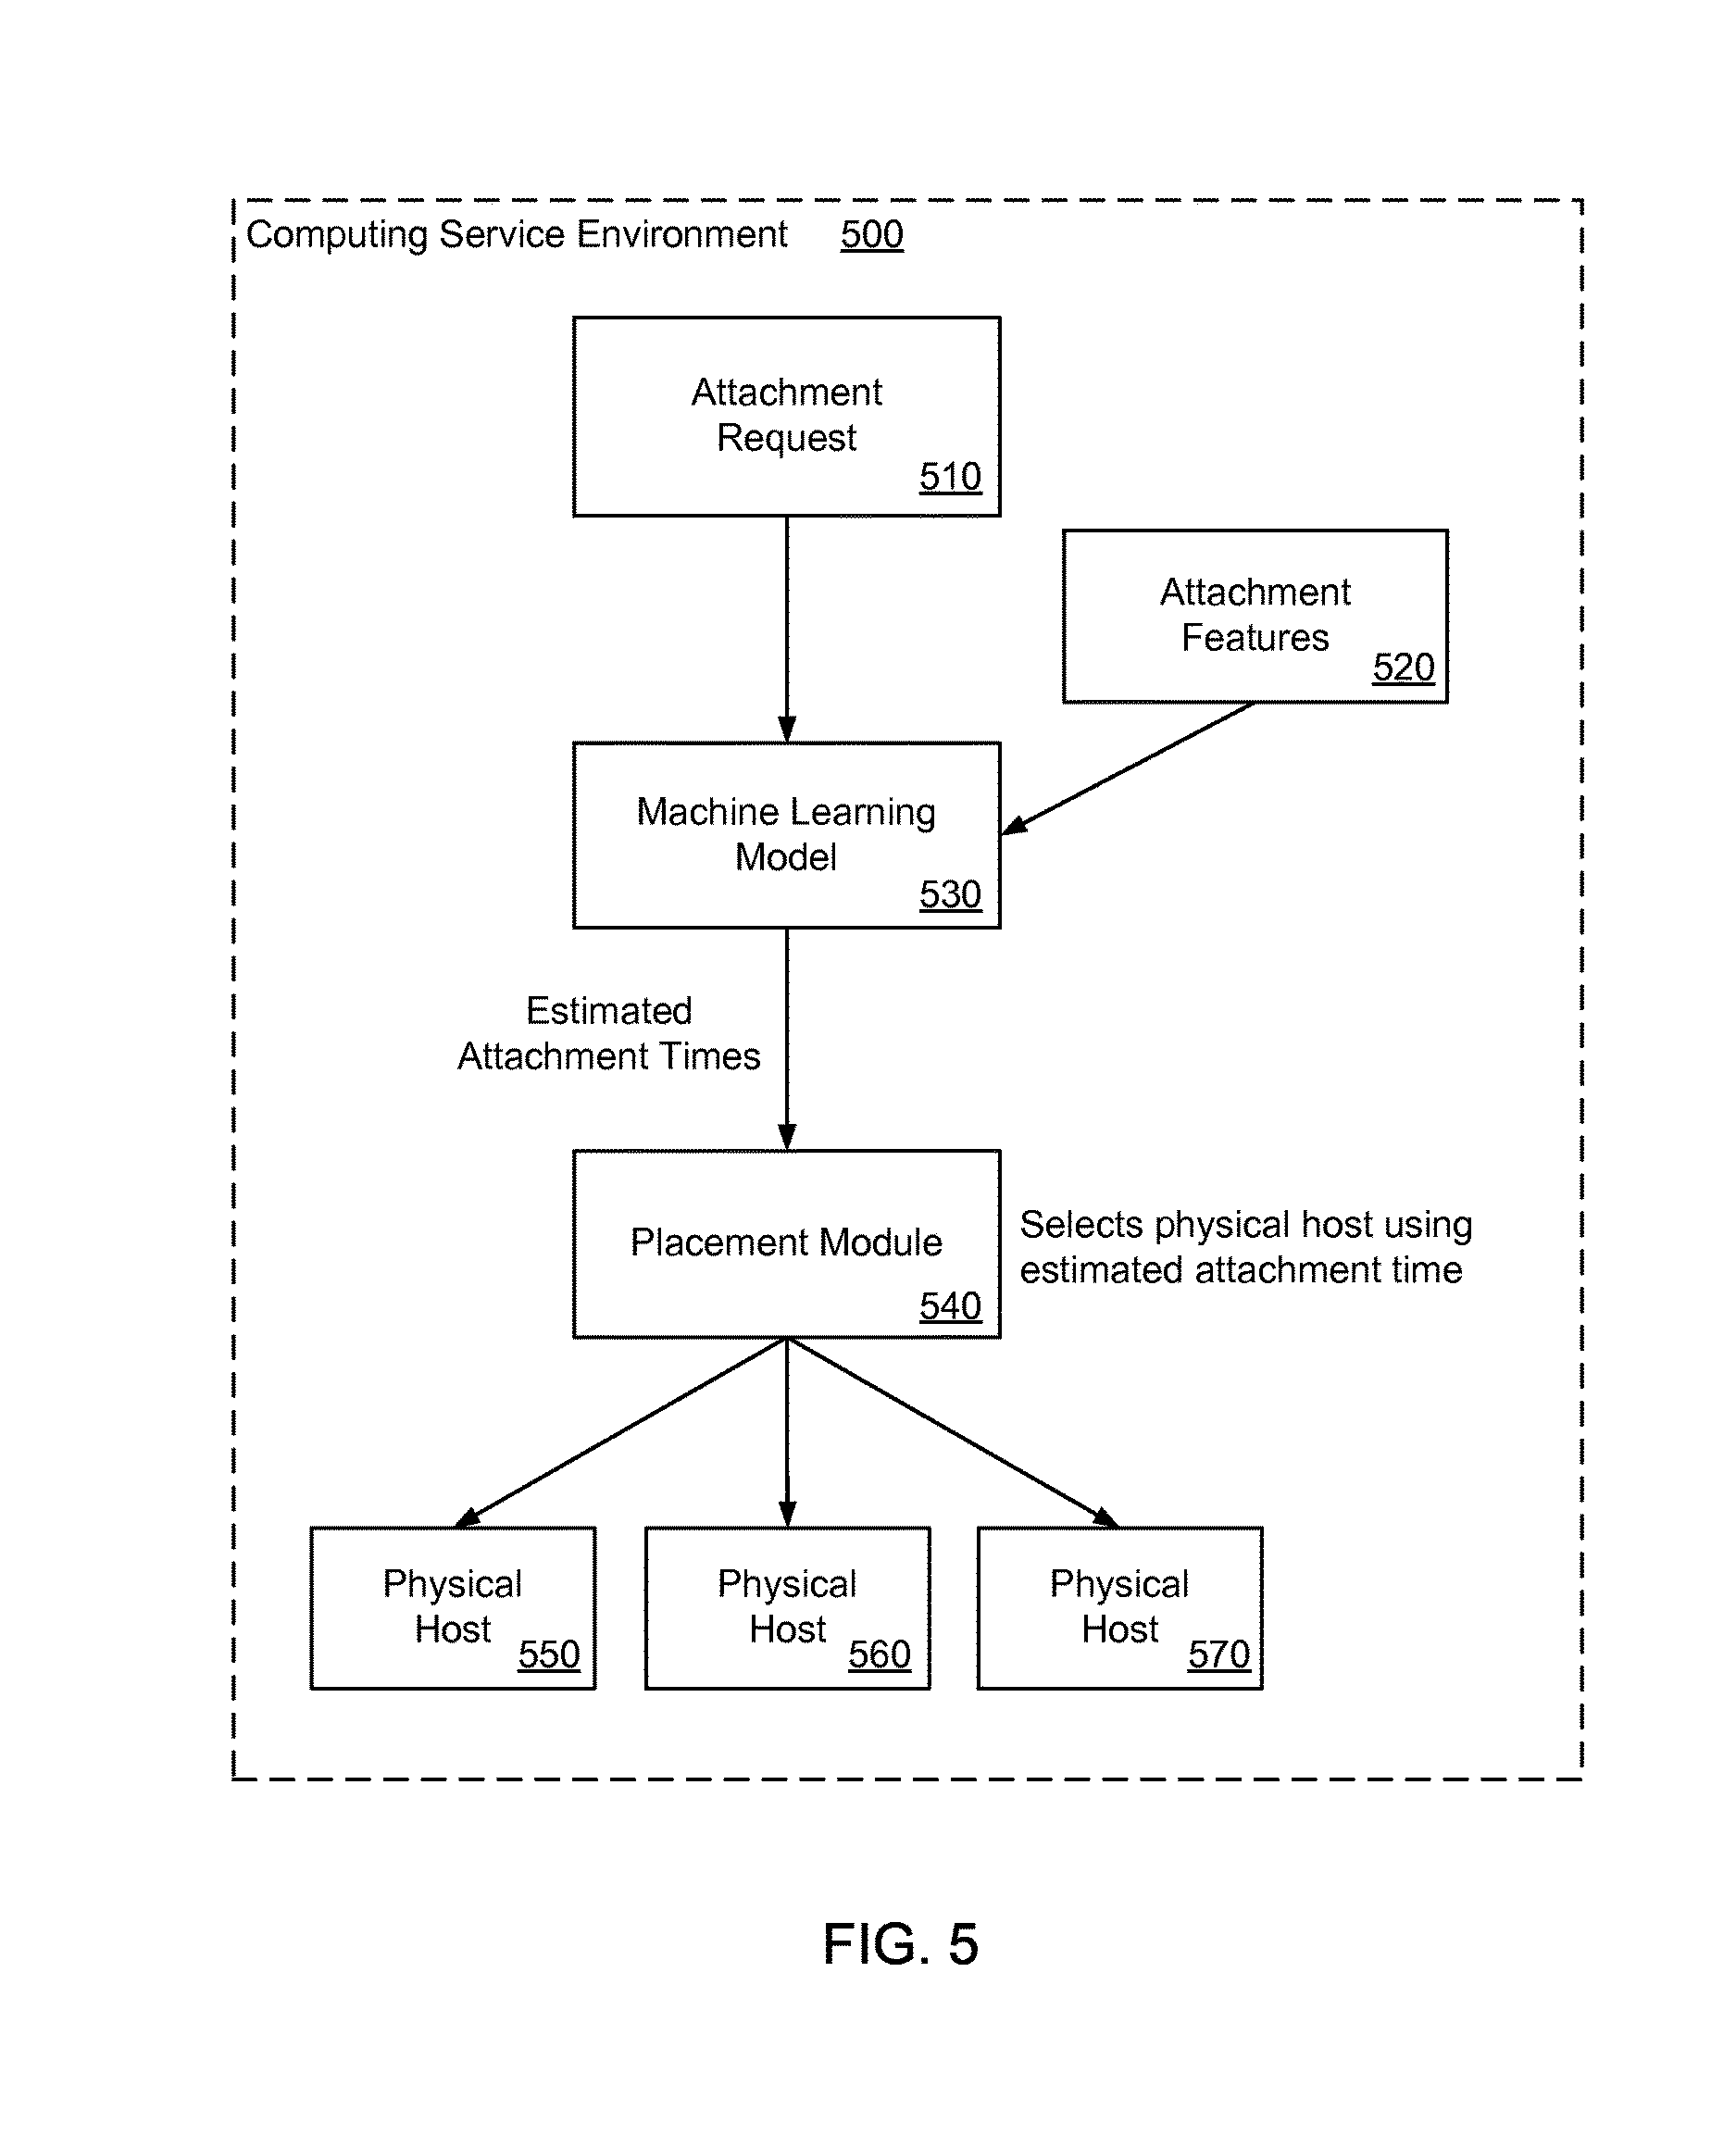 Computing Service Environment 500
Attachment
Request
510
Attachment
Features
520
Machine Learning
Model
530
Estimated
Attachment Times
Placement Module
540
Selects physical host using
estimated attachment time
Physical
Host
550
Physical
Host
560
Physical
Host
570
FIG. 5